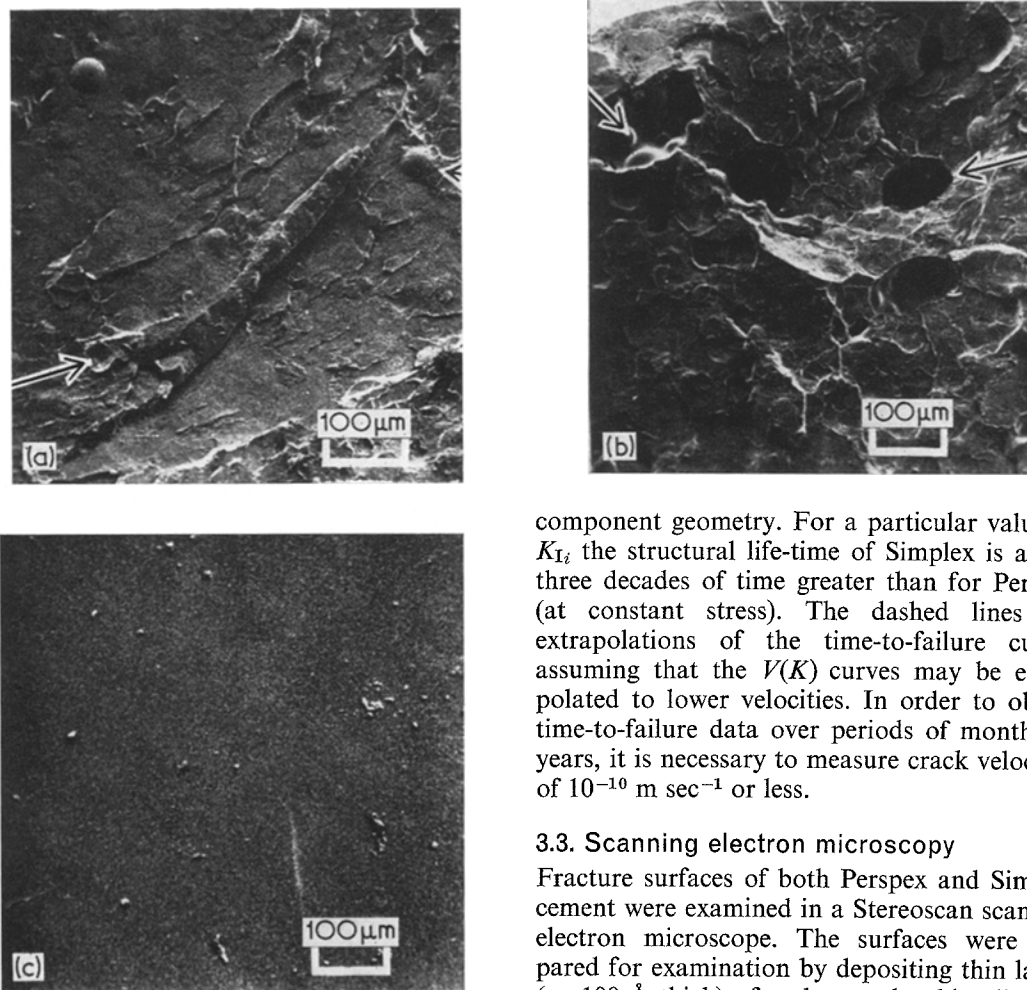 100μm
(a)
100μm
(b)
100μm
(c)
component geometry. For a particular valu
K_Ii the structural life-time of Simplex is a
three decades of time greater than for Per
(at constant stress). The dashed lines
extrapolations of the time-to-failure cu
assuming that the V(K) curves may be e
polated to lower velocities. In order to ob
time-to-failure data over periods of month
years, it is necessary to measure crack veloc
of 10⁻¹⁰ m sec⁻¹ or less.
3.3. Scanning electron microscopy
Fracture surfaces of both Perspex and Sim
cement were examined in a Stereoscan scan
electron microscope. The surfaces were
pared for examination by depositing thin la